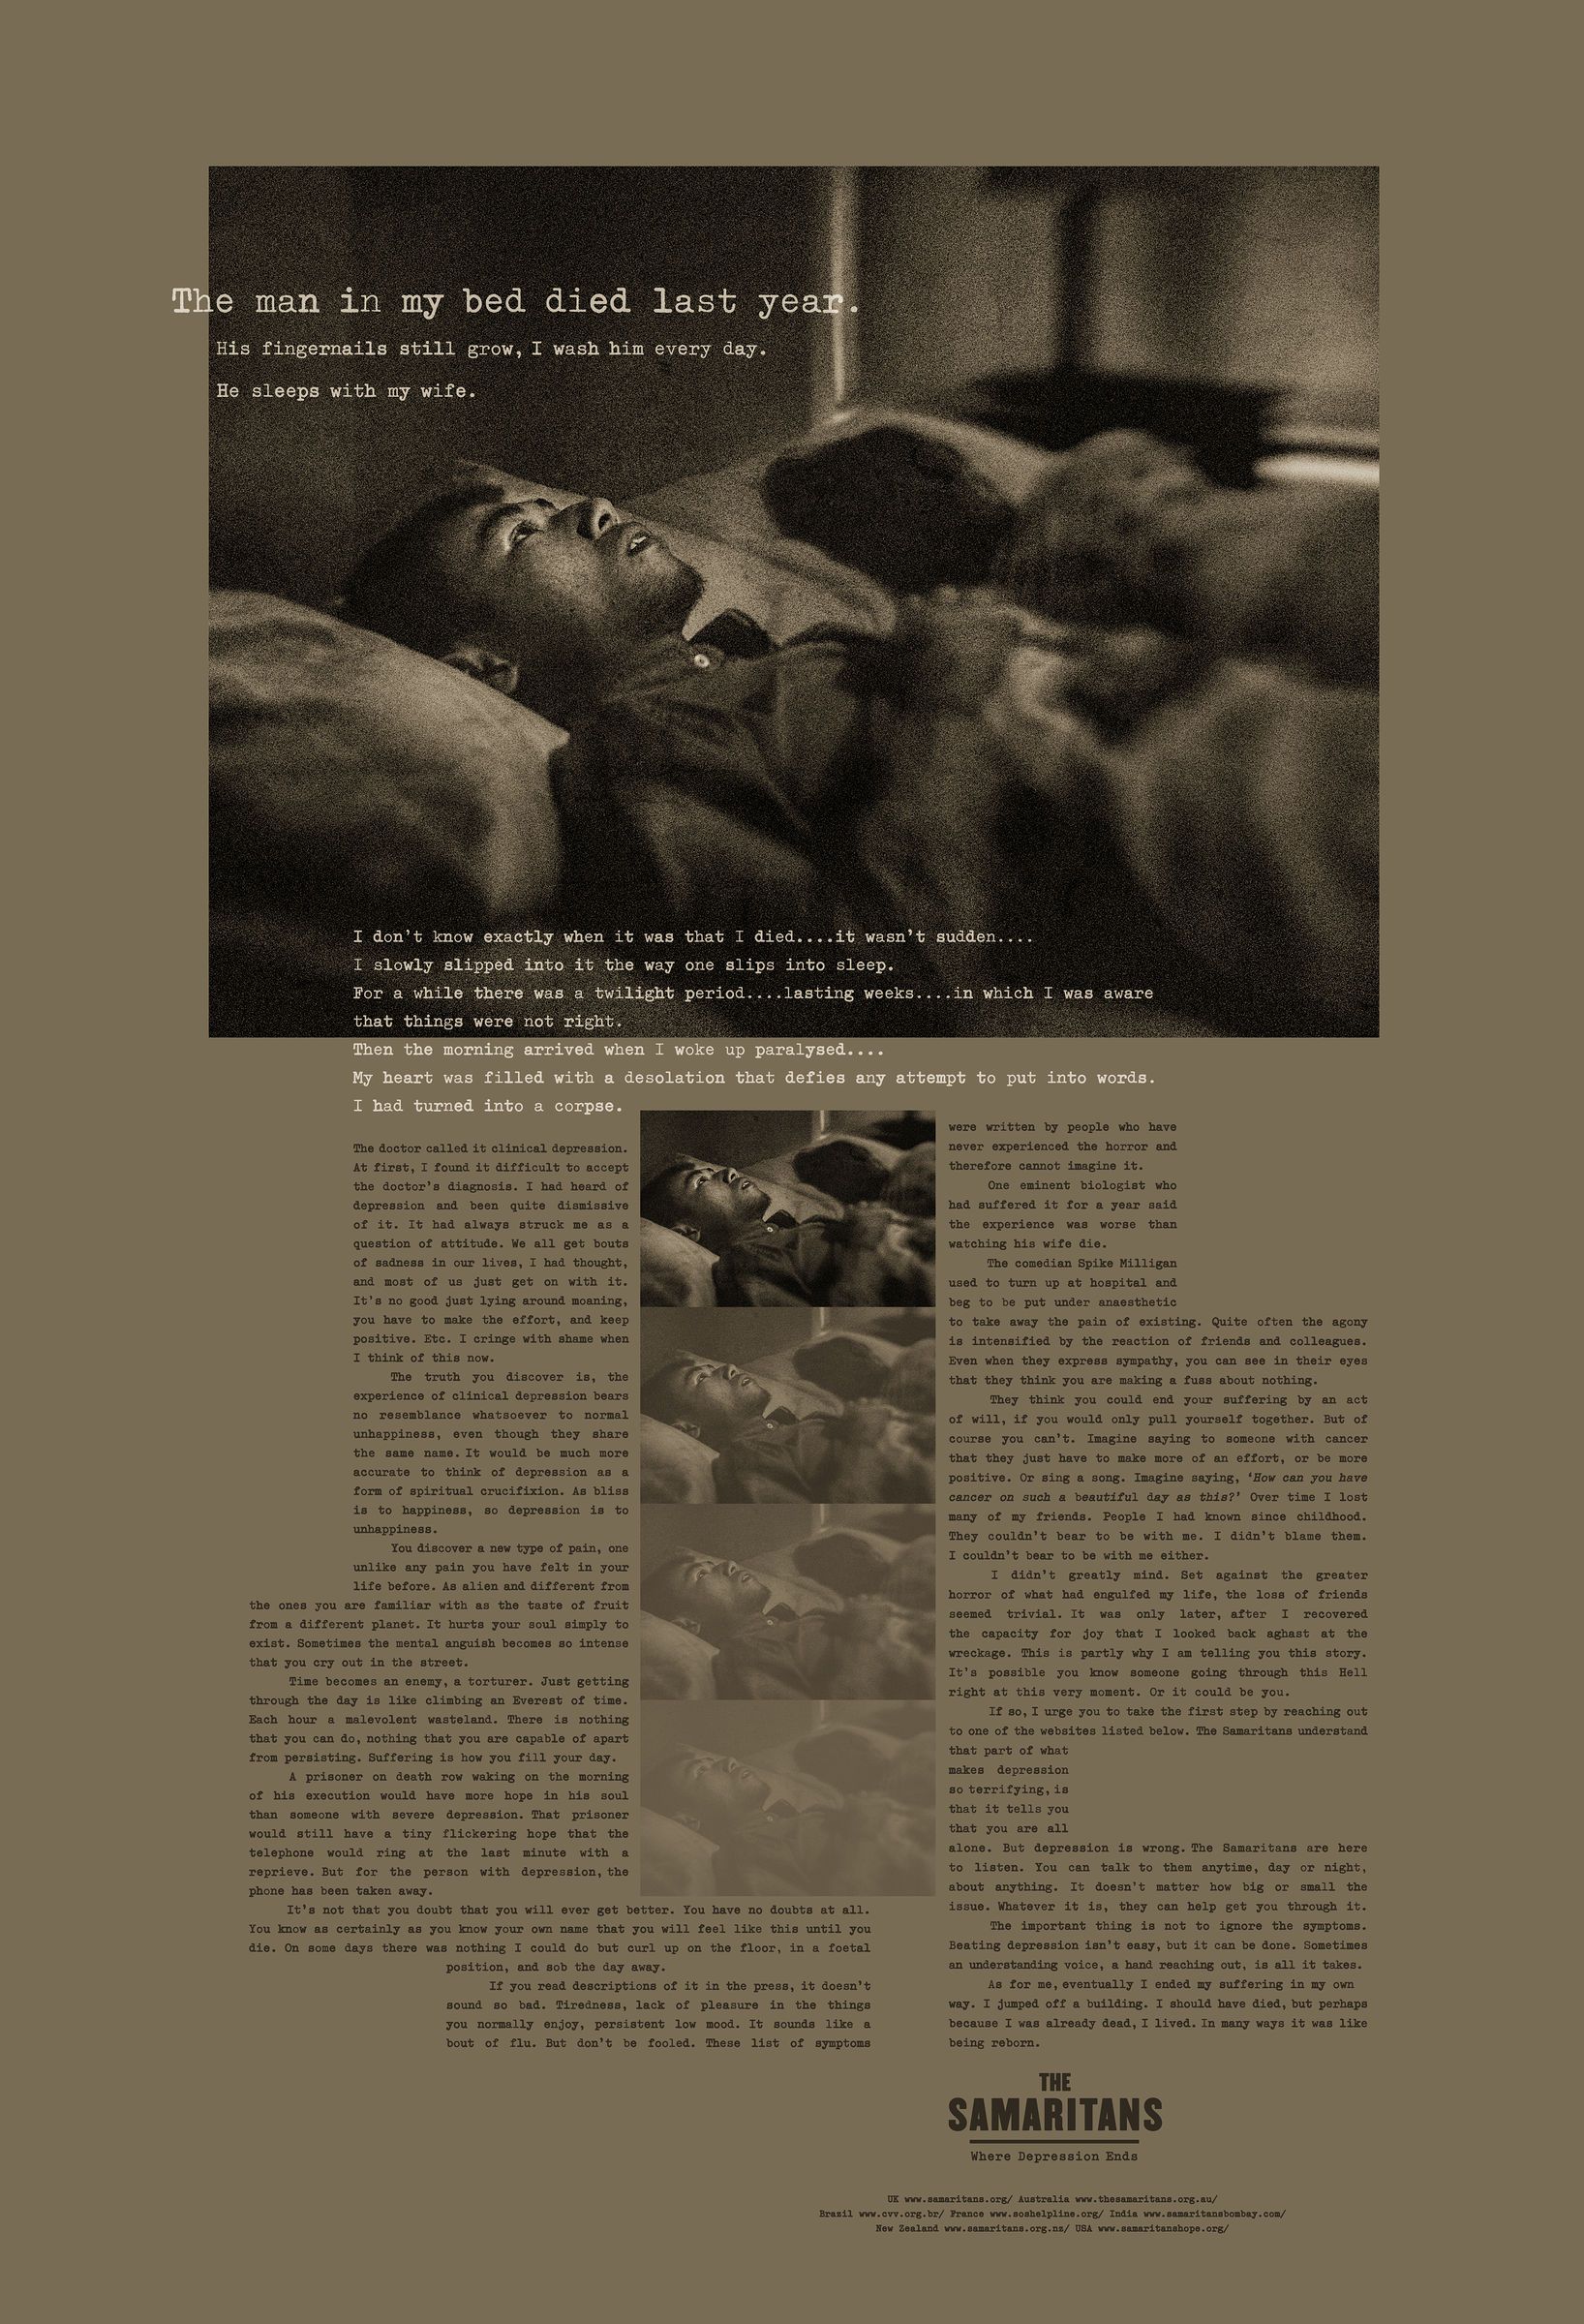 The man in my bed died last year.
His fingernails still grow, I wash him every day.
He sleeps with my wife.
I don't know exactly when it was that I died....it wasn't sudden....
I slowly slipped into it the way one slips into sleep.
For a while there was a twilight period....lasting weeks....in which I was aware
that things were not right.
Then the morning arrived when I woke up paralysed....
My heart was filled with a desolation that defies any attempt to put into words.
I had turned into a corpse.
The doctor called it clinical depression.
At first, I found it difficult to accept
the doctor's diagnosis. I had heard of
depression and been quite dismissive
of it. It had always struck me as a
question of attitude. We all get bouts
of sadness in our lives, I had thought,
and most of us just get on with it.
It's no good just lying around moaning,
you have to make the effort, and keep
positive. Etc. I cringe with shame when
I think of this now.
The truth you discover is, the
experience of clinical depression bears
no resemblance whatsoever to normal
unhappiness, even though they share
the same name. It would be much more
accurate to think of depression as a
form of spiritual crucifixion. As bliss
is to happiness, so depression is to
unhappiness.
You discover a new type of pain, one
unlike any pain you have felt in your
life before. As alien and different from
the ones you are familiar with as the taste of fruit
from a different planet. It hurts your soul simply to
exist. Sometimes the mental anguish becomes so intense
that you cry out in the street.
Time becomes an enemy, a torturer. Just getting
through the day is like climbing an Everest of time.
Each hour a malevolent wasteland. There is nothing
that you can do, nothing that you are capable of apart
from persisting. Suffering is how you fill your day.
A prisoner on death row waking on the morning
of his execution would have more hope in his soul
than someone with severe depression. That prisoner
would still have a tiny flickering hope that the
telephone would ring at the last minute with a
reprieve. But for the person with depression, the
phone has been taken away.
It's not that you doubt that you will ever get better. You have no doubts at all.
You know as certainly as you know your own name that you will feel like this until you
die. On some days there was nothing I could do but curl up on the floor, in a foetal
position, and sob the day away.
If you read descriptions of it in the press, it doesn't
sound so bad. Tiredness, lack of pleasure in the things
you normally enjoy, persistent low mood. It sounds like a
bout of flu. But don't be fooled. These list of symptoms
were written by people who have
never experienced the horror and
therefore cannot imagine it.
One eminent biologist who
had suffered it for a year said
the experience was worse than
watching his wife die.
The comedian Spike Milligan
used to turn up at hospital and
beg to be put under anaesthetic
to take away the pain of existing. Quite often the agony
is intensified by the reaction of friends and colleagues.
Even when they express sympathy, you can see in their eyes
that they think you are making a fuss about nothing.
They think you could end your suffering by an act
of will, if you would only pull yourself together. But of
course you can't. Imagine saying to someone with cancer
that they just have to make more of an effort, or be more
positive. Or sing a song. Imagine saying, 'How can you have
cancer on such a beautiful day as this?' Over time I lost
many of my friends. People I had known since childhood.
They couldn't bear to be with me. I didn't blame them.
I couldn't bear to be with me either.
I didn't greatly mind. Set against the greater
horror of what had engulfed my life, the loss of friends
seemed trivial. It was only later, after I recovered
the capacity for joy that I looked back aghast at the
wreckage. This is partly why I am telling you this story.
It's possible you know someone going through this Hell
right at this very moment. Or it could be you.
If so, I urge you to take the first step by reaching out
to one of the websites listed below. The Samaritans understand
that part of what
makes depression
so terrifying, is
that it tells you
that you are all
alone. But depression is wrong. The Samaritans are here
to listen. You can talk to them anytime, day or night,
about anything. It doesn't matter how big or small the
issue. Whatever it is, they can help get you through it.
The important thing is not to ignore the symptoms.
Beating depression isn't easy, but it can be done. Sometimes
an understanding voice, a hand reaching out, is all it takes.
As for me, eventually I ended my suffering in my own
way. I jumped off a building. I should have died, but perhaps
because I was already dead, I lived. In many ways it was like
being reborn.
THE
SAMARITANS
Where Depression Ends
UK www.samaritans.org/ Australia www.thesamaritans.org.au/
Brazil www.cvv.org.br/ France www.soshelpline.org/ India www.samaritansbombay.com/
New Zealand www.samaritans.org.nz/ USA www.samaritanshope.org/